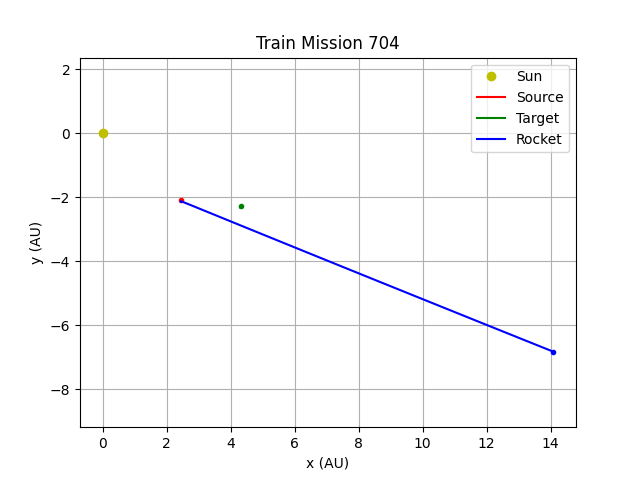 Train Mission 704
Sun
Source
Target
Rocket
2
0
−2
−4
−6
−8
y (AU)
0 2 4 6 8 10 12 14
x (AU)